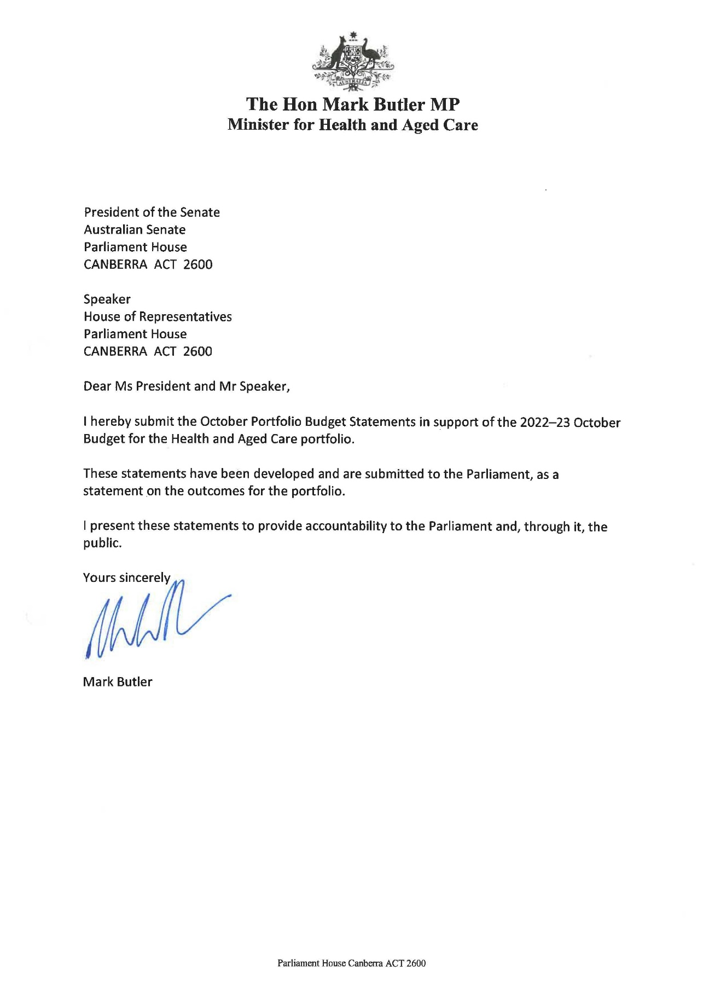 AUSTRALIA
The Hon Mark Butler MP
Minister for Health and Aged Care
President of the Senate
Australian Senate
Parliament House
CANBERRA ACT 2600
Speaker
House of Representatives
Parliament House
CANBERRA ACT 2600
Dear Ms President and Mr Speaker,
I hereby submit the October Portfolio Budget Statements in support of the 2022–23 October
Budget for the Health and Aged Care portfolio.
These statements have been developed and are submitted to the Parliament, as a
statement on the outcomes for the portfolio.
I present these statements to provide accountability to the Parliament and, through it, the
public.
Yours sincerely
Mark Butler
Parliament House Canberra ACT 2600